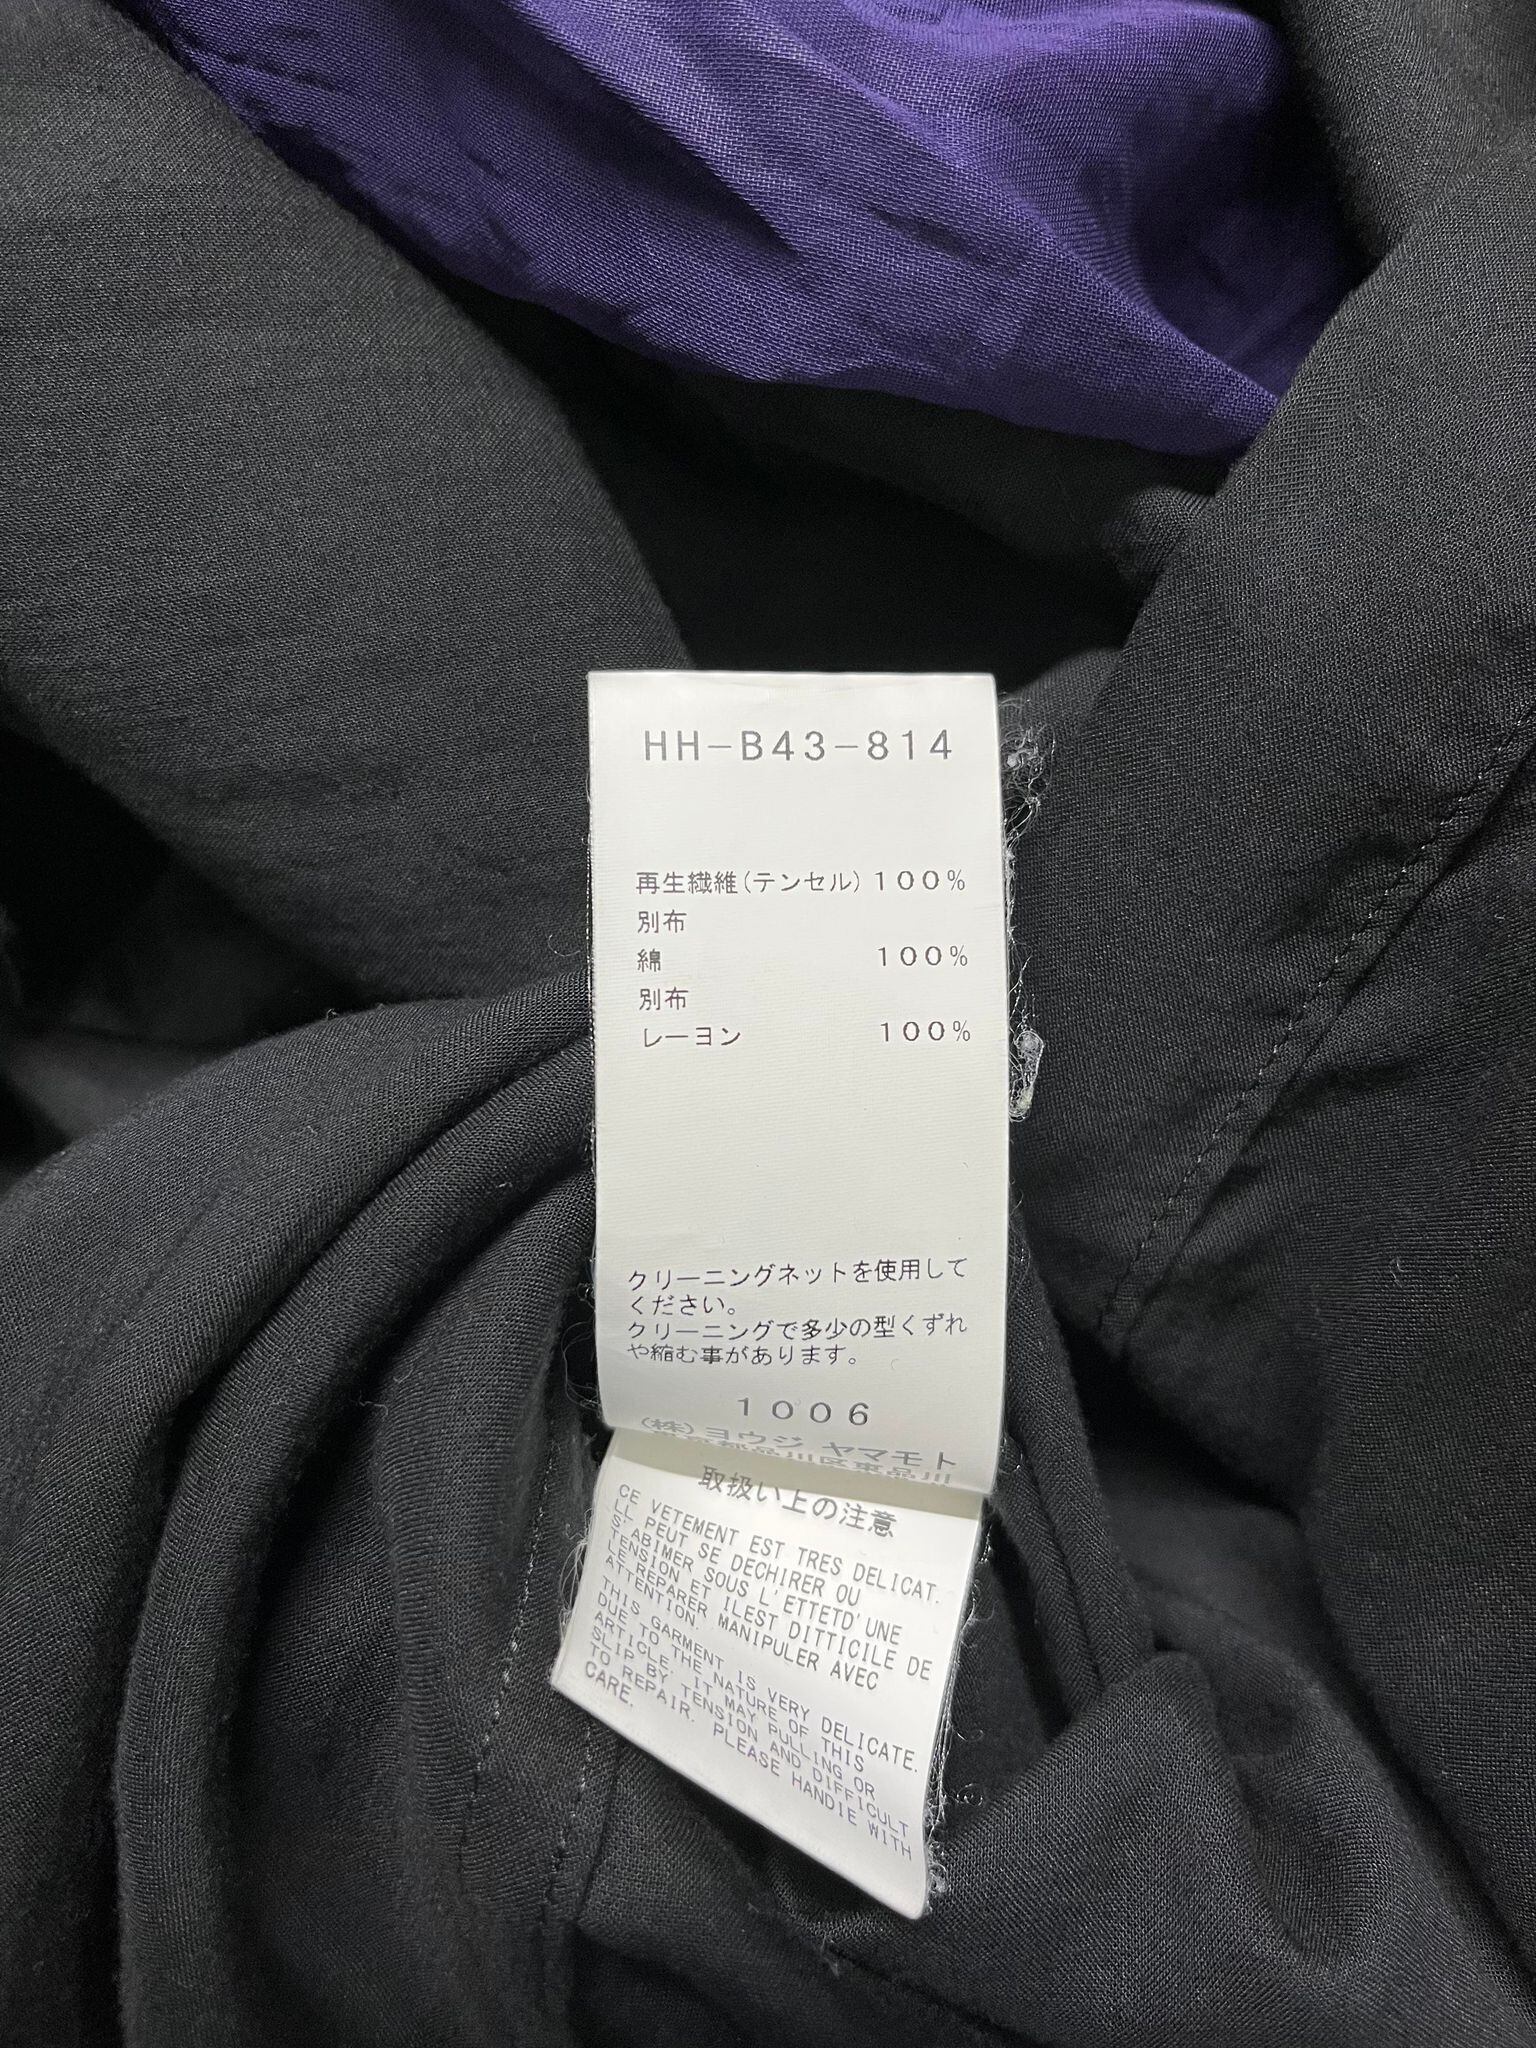 HH-B43-814
再生繊維(テンセル)100%
別布
綿 100%
別布
レーヨン 100%
クリーニングネットを使用して
ください。
クリーニングで多少の型くずれ
や縮む事があります。
1006
(株)ヨウジ ヤマモト
取扱い上の注意
CE VETEMENT EST TRES DELICAT.
LL PEUT SE DECHIRER OU
S'ABIMER SOUS L'ETTETD'UNE
TENSION ET ILEST DITTICILE DE
LE REPARER MANIPULER AVEC
ATTENTION.
THIS GARMENT IS VERY DELICATE.
DUE TO THE NATURE OF THIS
ARTICLE, IT MAY PULLING OR
SLIP BY TENSION AND DIFFICULT
TO REPAIR. PLEASE HANDIE WITH
CARE.